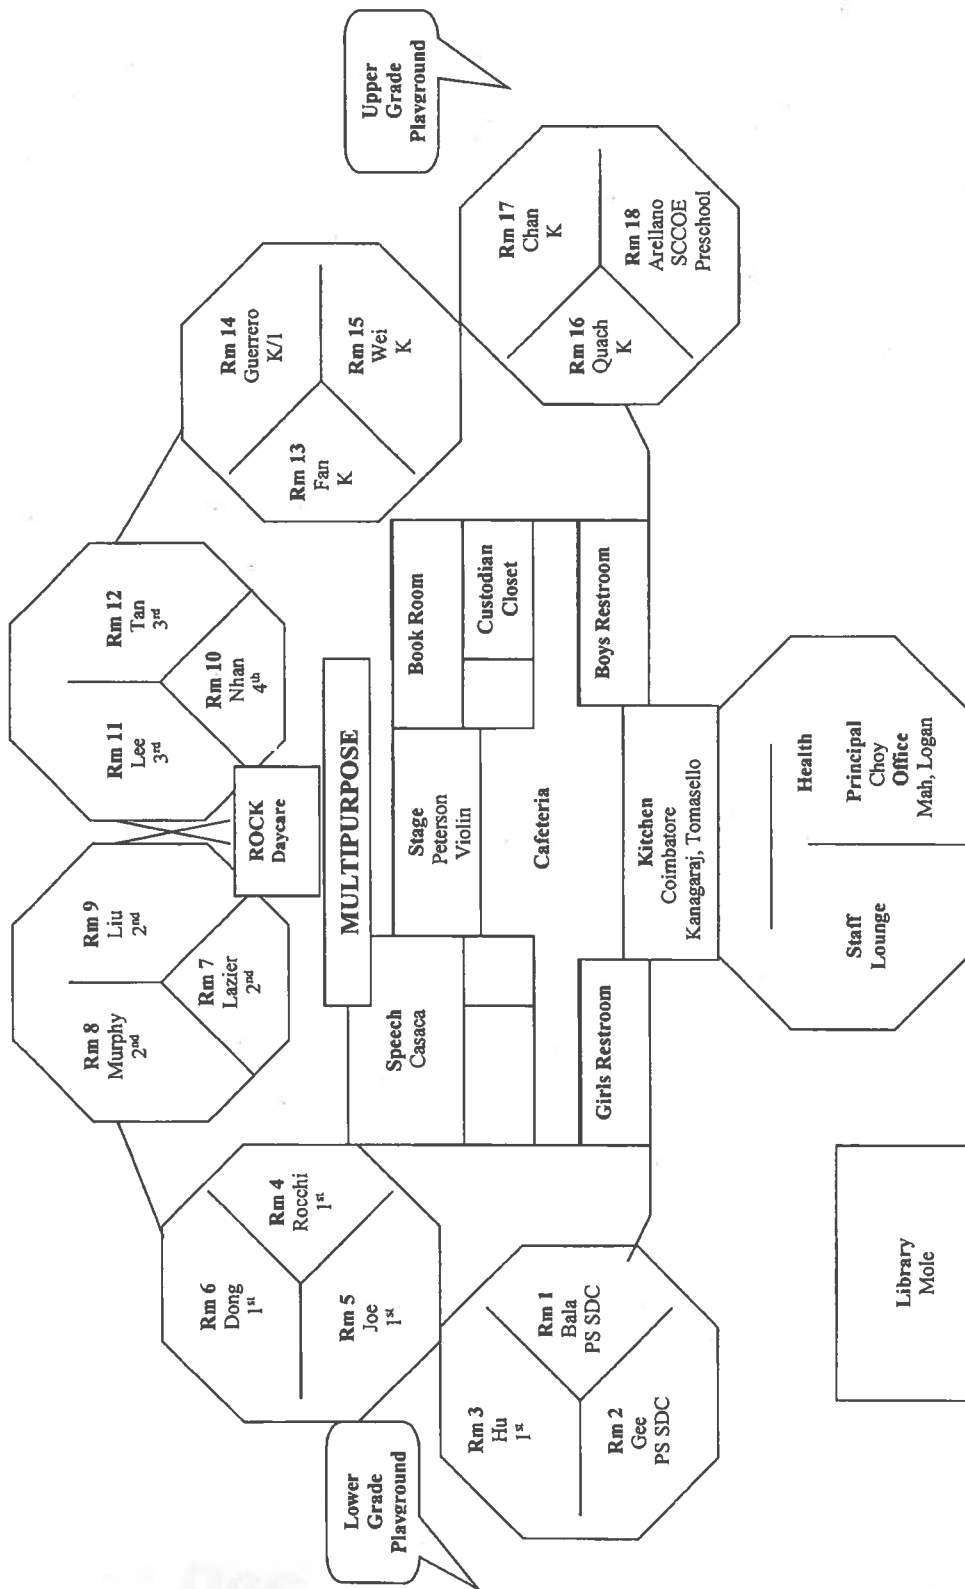 Lower
Grade
Playground
Upper
Grade
Playground
Rm 8
Murphy
2nd
Rm 9
Liu
2nd
Rm 7
Lazier
2nd
Rm 11
Lee
3rd
Rm 12
Tan
3rd
Rm 10
Nhan
4th
ROCK
Daycare
Rm 6
Dong
1st
Rm 4
Rocchi
1st
Rm 5
Joe
1st
Rm 14
Guerrero
K/1
Rm 13
Fan
K
Rm 15
Wei
K
MULTIPURPOSE
Speech
Casaca
Stage
Peterson
Violin
Book Room
Custodian
Closet
Cafeteria
Girls Restroom
Boys Restroom
Kitchen
Coimbatore
Kanagaraj, Tomasello
Rm 3
Hu
1st
Rm 1
Bala
PS SDC
Rm 2
Gee
PS SDC
Rm 17
Chan
K
Rm 16
Quach
K
Rm 18
Arellano
SCCOE
Preschool
Health
Principal
Choy
Office
Mah, Logan
Staff
Lounge
Library
Mole